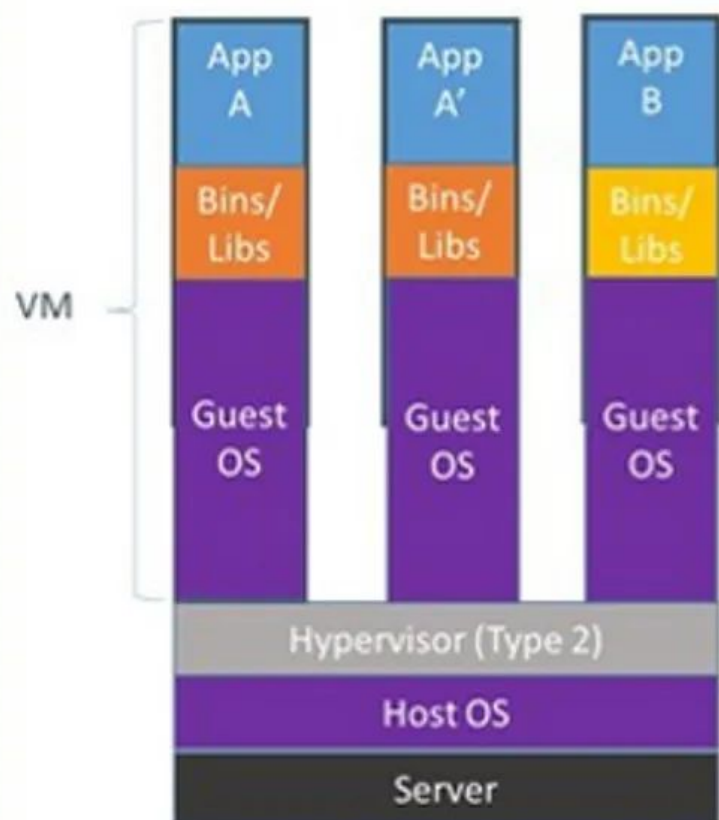 App
A
App
A’
App
B
Bins/
Libs
Bins/
Libs
Bins/
Libs
VM
Guest
OS
Guest
OS
Guest
OS
Hypervisor (Type 2)
Host OS
Server